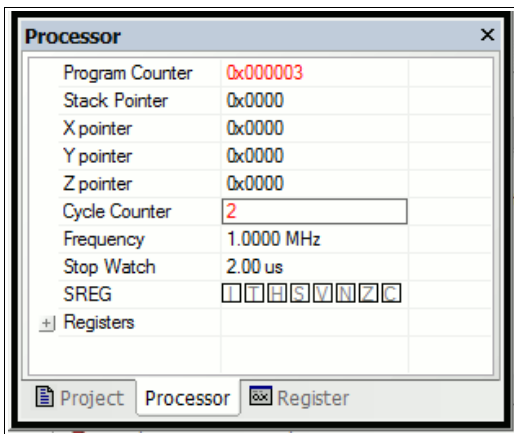 Processor ×
Program Counter 0x000003
Stack Pointer 0x0000
X pointer 0x0000
Y pointer 0x0000
Z pointer 0x0000
Cycle Counter 2
Frequency 1.0000 MHz
Stop Watch 2.00 us
SREG I T H S V N Z C
+ Registers
Project Processor Register